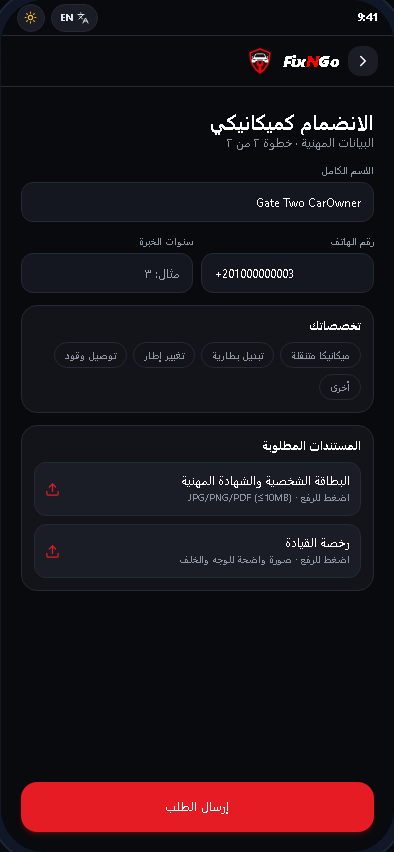 9:41
EN
FixNGo
الانضمام كميكانيكي
البيانات المهنية · خطوة ٢ من ٢
الاسم الكامل
Gate Two CarOwner
رقم الهاتف
سنوات الخبرة
+201000000003
مثال: ٣
تخصصاتك
ميكانيكا متنقلة
تبديل بطارية
تغيير إطار
توصيل وقود
أخرى
المستندات المطلوبة
البطاقة الشخصية والشهادة المهنية
اضغط للرفع · JPG/PNG/PDF (≤10MB)
رخصة القيادة
اضغط للرفع · صورة واضحة للوجه والخلف
إرسال الطلب